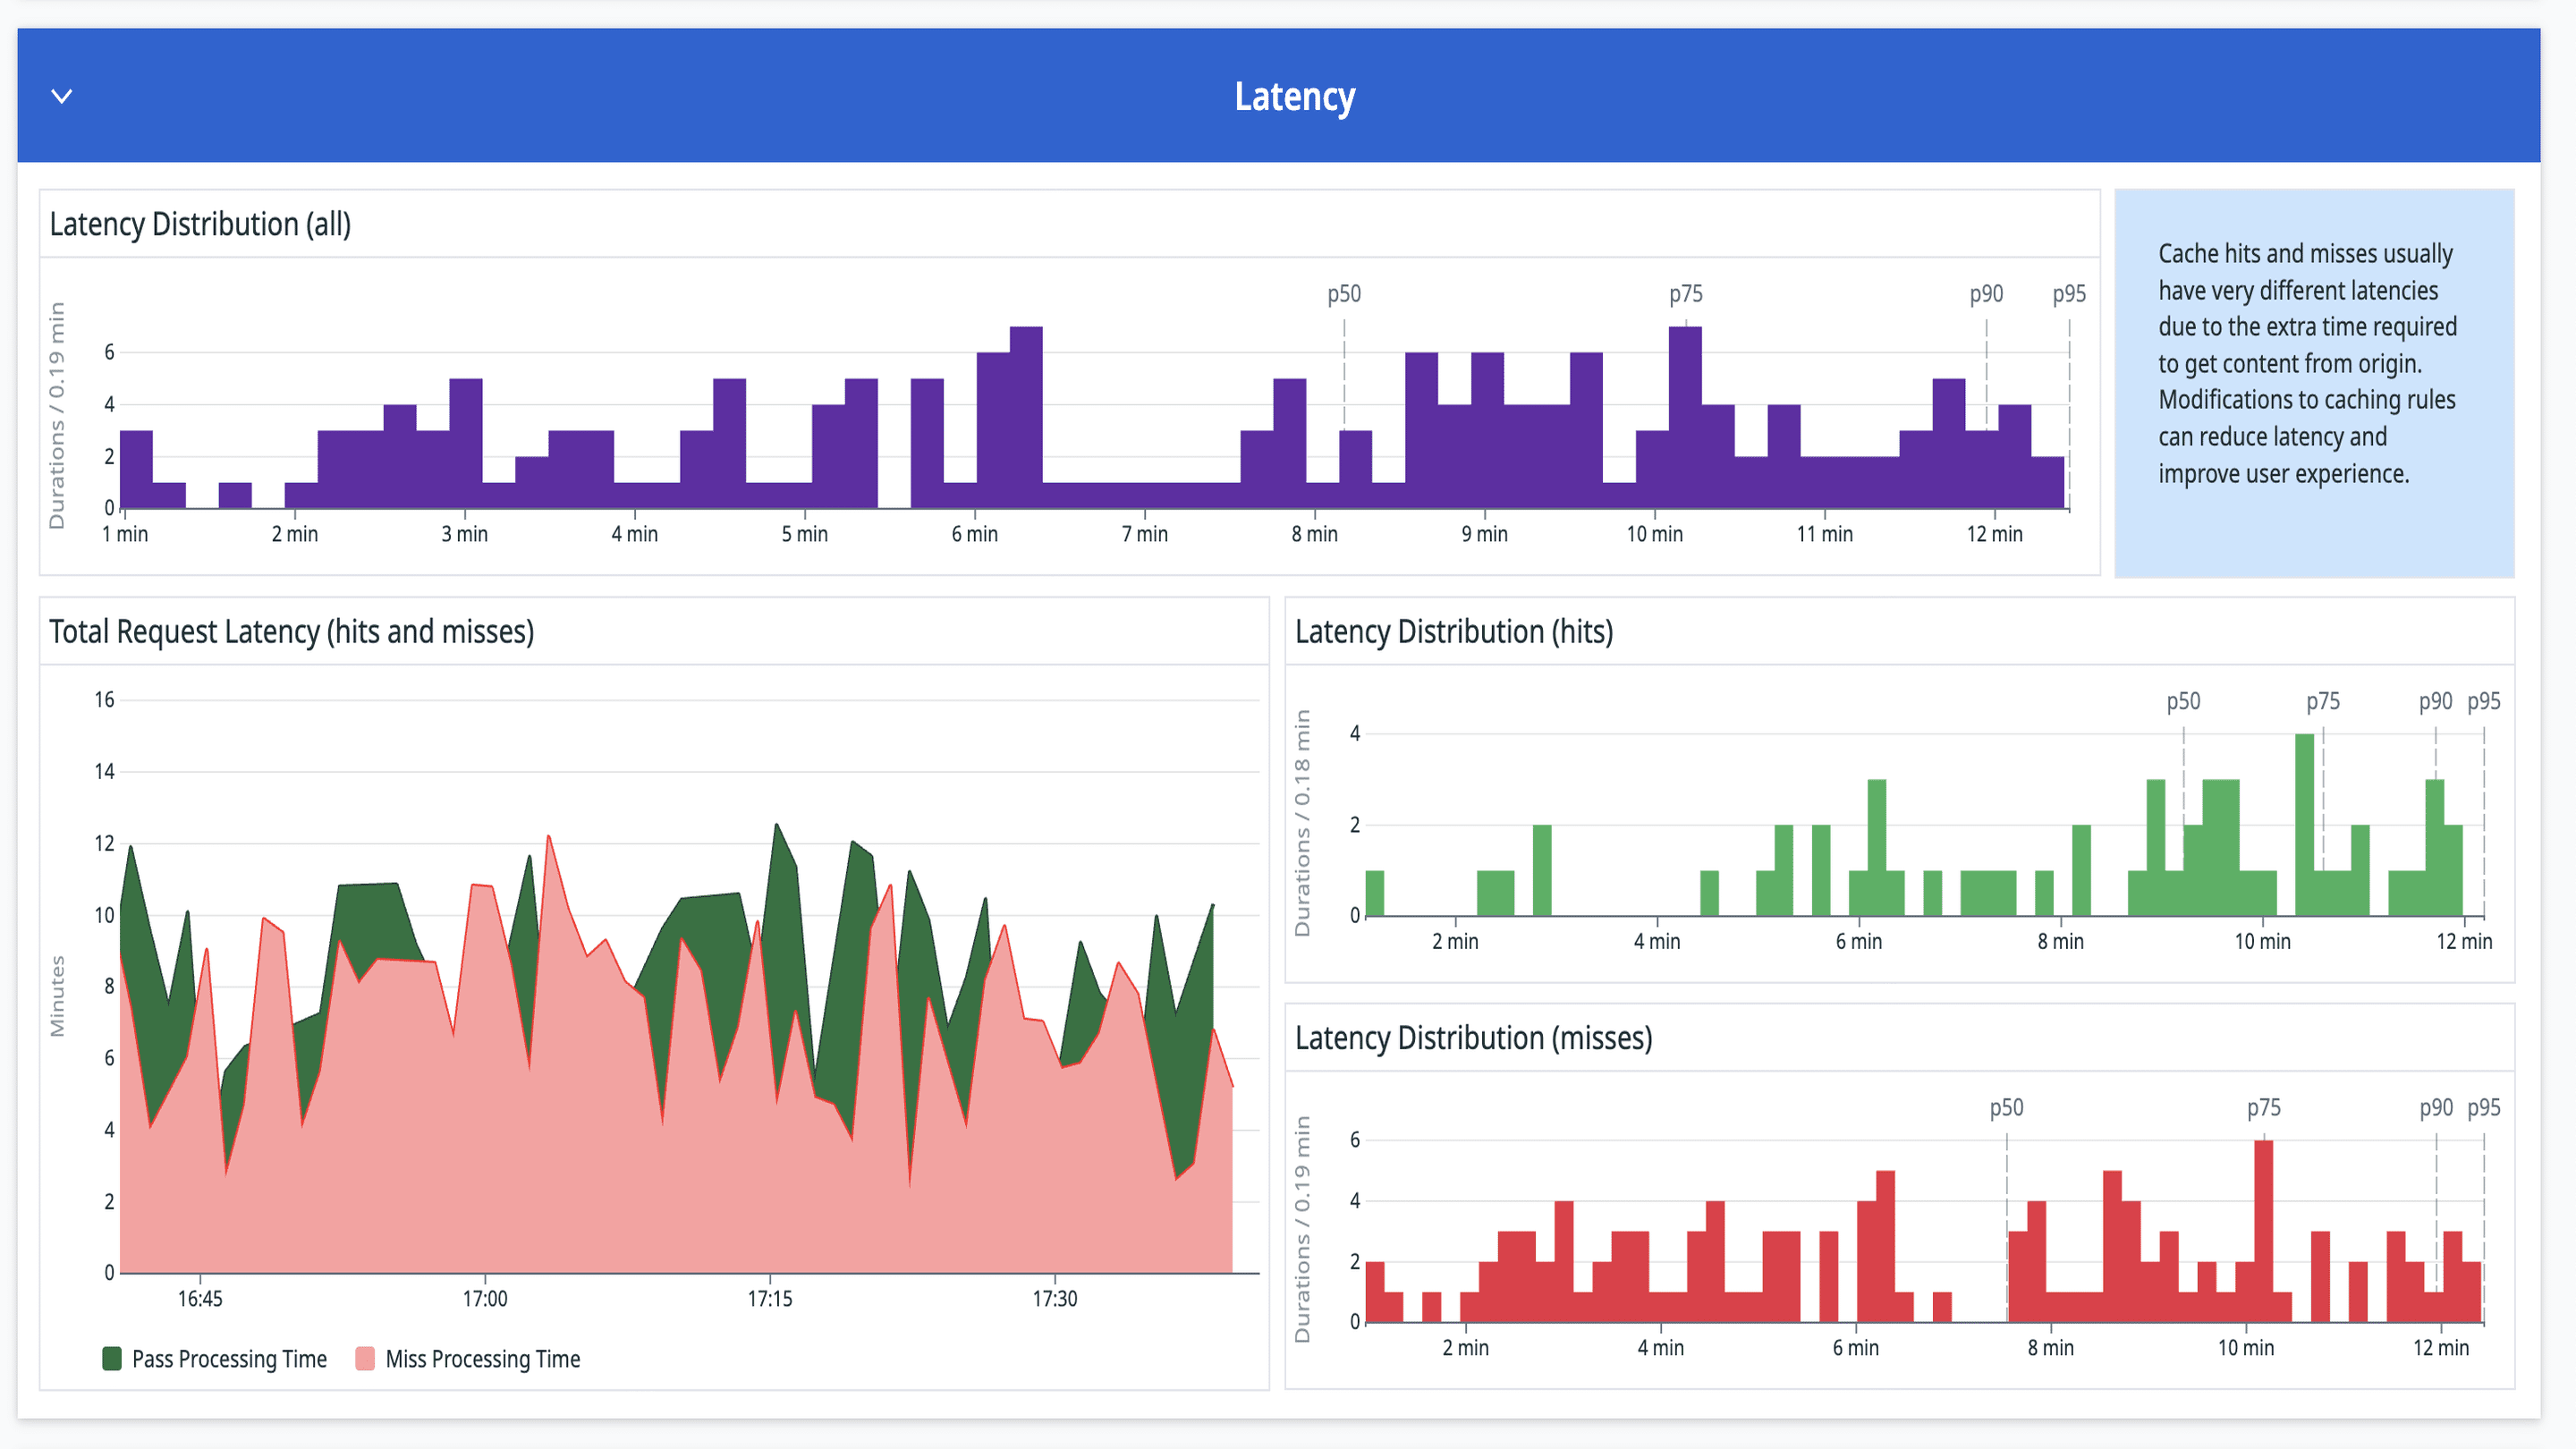 Latency
Latency Distribution (all)
Durations / 0.19 min
p50 p75 p90 p95
6
4
2
0
1 min 2 min 3 min 4 min 5 min 6 min 7 min 8 min 9 min 10 min 11 min 12 min
Cache hits and misses usually
have very different latencies
due to the extra time required
to get content from origin.
Modifications to caching rules
can reduce latency and
improve user experience.
Total Request Latency (hits and misses)
Minutes
16
14
12
10
8
6
4
2
0
16:45 17:00 17:15 17:30
Pass Processing Time Miss Processing Time
Latency Distribution (hits)
Durations / 0.18 min
p50 p75 p90 p95
4
2
0
2 min 4 min 6 min 8 min 10 min 12 min
Latency Distribution (misses)
Durations / 0.19 min
p50 p75 p90 p95
6
4
2
0
2 min 4 min 6 min 8 min 10 min 12 min